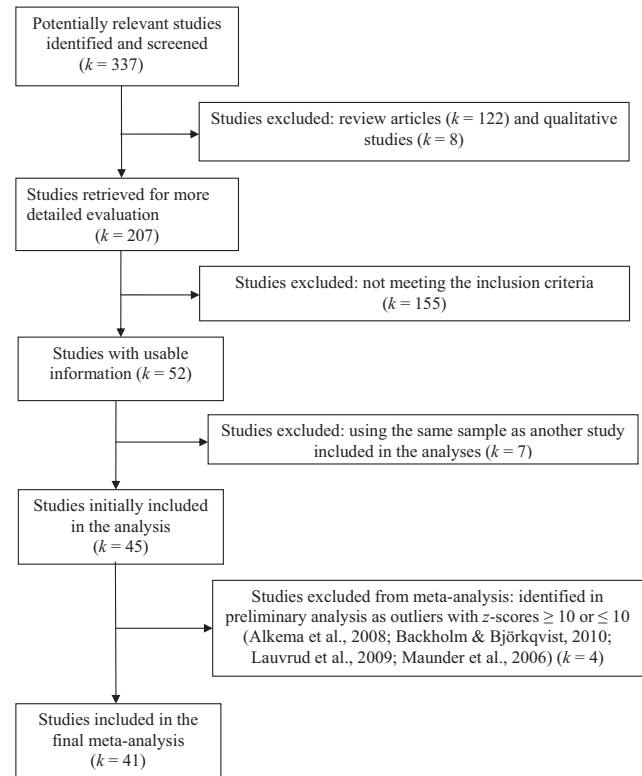 Potentially relevant studies
identified and screened
(k = 337)
Studies excluded: review articles (k = 122) and qualitative
studies (k = 8)
Studies retrieved for more
detailed evaluation
(k = 207)
Studies excluded: not meeting the inclusion criteria
(k = 155)
Studies with usable
information (k = 52)
Studies excluded: using the same sample as another study
included in the analyses (k = 7)
Studies initially included
in the analysis
(k = 45)
Studies excluded from meta-analysis: identified in
preliminary analysis as outliers with z-scores ≥ 10 or ≤ 10
(Alkema et al., 2008; Backholm & Björkqvist, 2010;
Lauvrud et al., 2009; Maunder et al., 2006) (k = 4)
Studies included in the
final meta-analysis
(k = 41)